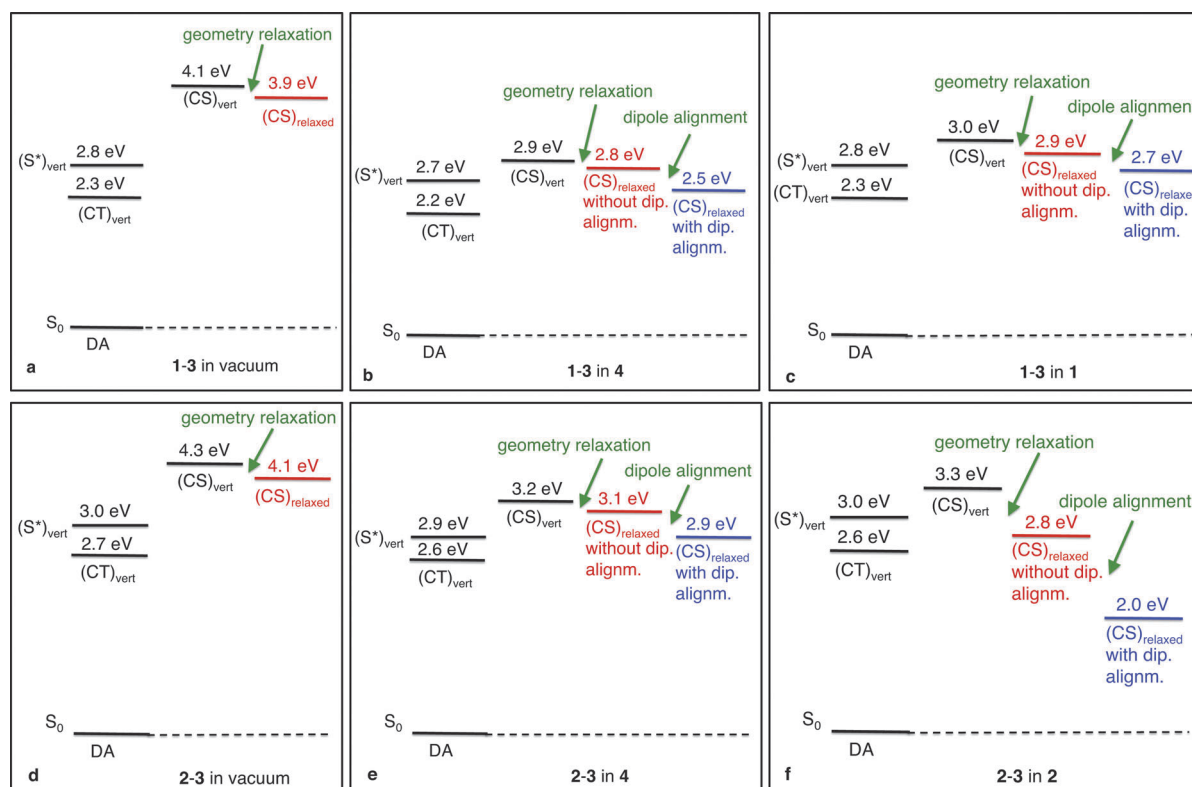 geometry relaxation
4.1 eV
3.9 eV
(CS)vert
(CS)relaxed
2.8 eV
(S*)vert
2.3 eV
(CT)vert
S0
DA
a
1-3 in vacuum
geometry relaxation
dipole alignment
2.9 eV
2.8 eV
(CS)vert
(CS)relaxed
without dip.
alignm.
2.7 eV
(S*)vert
2.5 eV
(CS)relaxed
with dip.
alignm.
2.2 eV
(CT)vert
S0
DA
b
1-3 in 4
geometry relaxation
dipole alignment
3.0 eV
2.9 eV
(CS)vert
(CS)relaxed
without dip.
alignm.
2.8 eV
(S*)vert
2.7 eV
(CS)relaxe
with dip.
alignm.
2.3 eV
(CT)vert
S0
DA
c
1-3 in 1
geometry relaxation
4.3 eV
4.1 eV
(CS)vert
(CS)relaxed
3.0 eV
(S*)vert
2.7 eV
(CT)vert
S0
DA
d
2-3 in vacuum
geometry relaxation
dipole alignment
3.2 eV
3.1 eV
(CS)vert
(CS)relaxed
without dip.
alignm.
2.9 eV
(S*)vert
2.9 eV
(CS)relaxed
with dip.
alignm.
2.6 eV
(CT)vert
S0
DA
e
2-3 in 4
geometry relaxation
dipole alignment
3.3 eV
(CS)vert
2.8 eV
(CS)relaxed
without dip.
alignm.
3.0 eV
(S*)vert
2.6 eV
(CT)vert
2.0 eV
(CS)relaxed
with dip.
alignm.
S0
DA
f
2-3 in 2